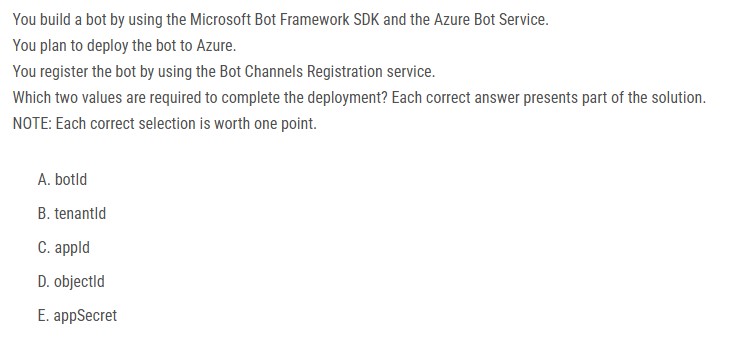 You build a bot by using the Microsoft Bot Framework SDK and the Azure Bot Service.
You plan to deploy the bot to Azure.
You register the bot by using the Bot Channels Registration service.
Which two values are required to complete the deployment? Each correct answer presents part of the solution.
NOTE: Each correct selection is worth one point.
A. botId
B. tenantId
C. appId
D. objectId
E. appSecret